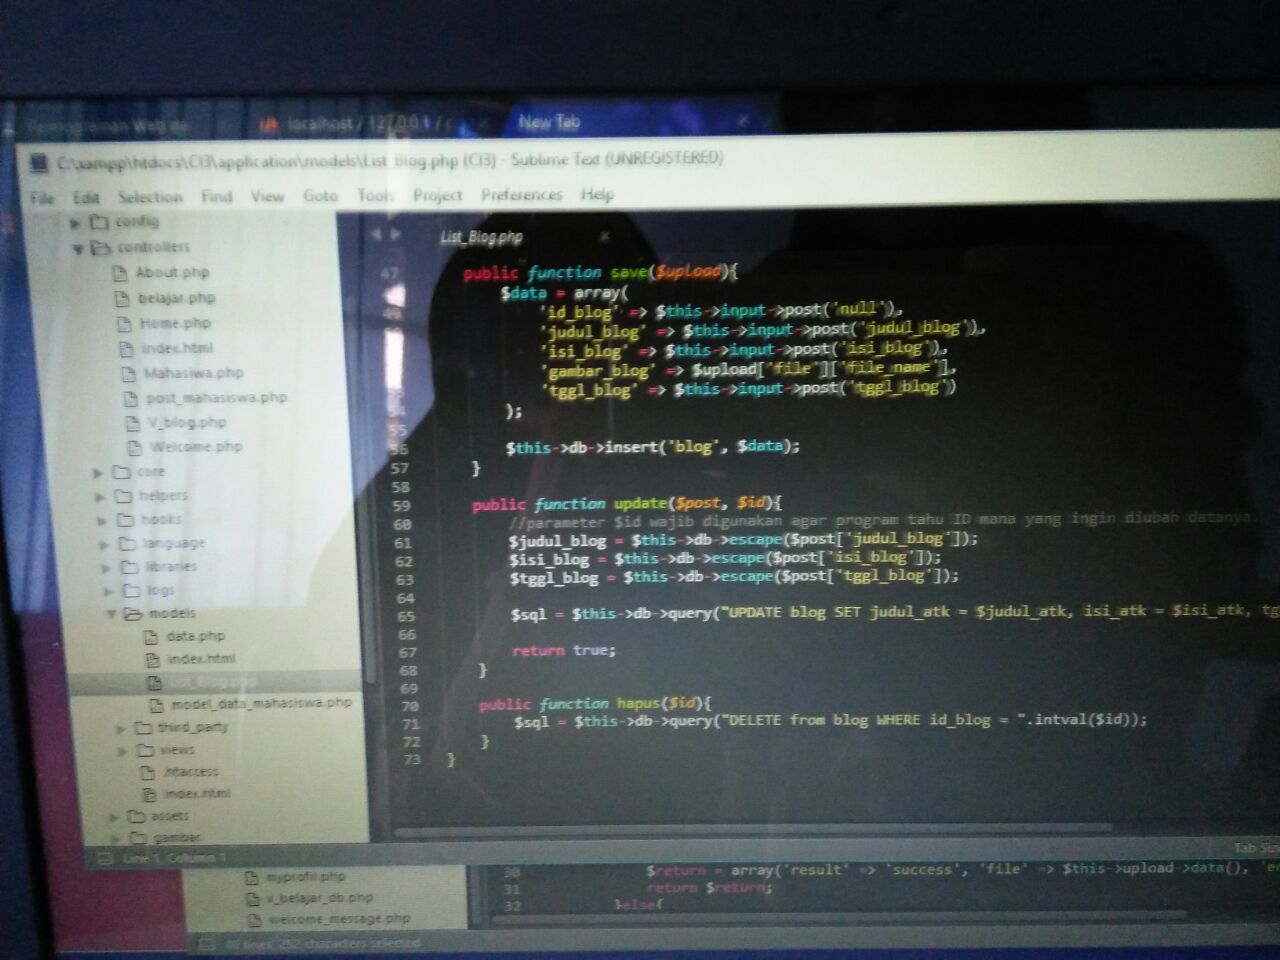 localhost / 127.0.0.1 /
New Tab
C:\xampp\htdocs\CI3\application\models\List_Blog.php (CI3) - Sublime Text (UNREGISTERED)
File Edit Selection Find View Goto Tools Project Preferences Help
config
controllers
About.php
belajar.php
Home.php
index.html
Mahasiwa.php
post_mahasiswa.php
V_blog.php
Welcome.php
core
helpers
hooks
language
libraries
logs
models
data.php
index.html
List_Blog.php
model_data_mahasiswa.php
third_party
views
.htaccess
index.html
assets
gambar
List_Blog.php
47 public function save($upload){
$data = array(
49 'id_blog' => $this->input->post('null'),
'judul_blog' => $this->input->post('judul_blog'),
'isi_blog' => $this->input->post('isi_blog'),
'gambar_blog' => $upload['file']['file_name'],
'tggl_blog' => $this->input->post('tggl_blog')
54 );
55
56 $this->db->insert('blog', $data);
57 }
58
59 public function update($post, $id){
60 //parameter $id wajib digunakan agar program tahu ID mana yang ingin diubah datanya.
61 $judul_blog = $this->db->escape($post['judul_blog']);
62 $isi_blog = $this->db->escape($post['isi_blog']);
63 $tggl_blog = $this->db->escape($post['tggl_blog']);
64
65 $sql = $this->db->query("UPDATE blog SET judul_atk = $judul_atk, isi_atk = $isi_atk, tg
66
67 return true;
68 }
69
70 public function hapus($id){
71 $sql = $this->db->query("DELETE from blog WHERE id_blog = ".intval($id));
72 }
73 }
Line 1, Column 1
Tab Siz
myprofil.php
v_belajar_db.php
welcome_message.php
30 $return = array('result' => 'success', 'file' => $this->upload->data(), 'er
31 return $return;
32 }else{
lines, 252 characters selected